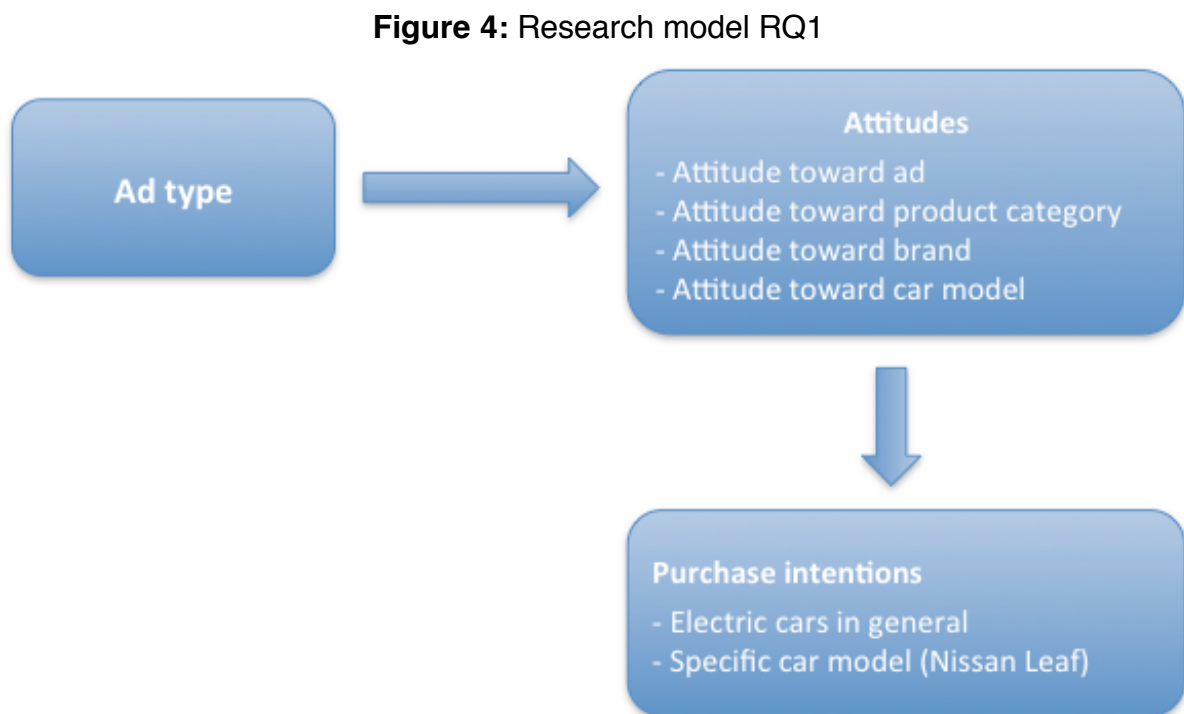 Figure 4: Research model RQ1
Ad type
Attitudes
- Attitude toward ad
- Attitude toward product category
- Attitude toward brand
- Attitude toward car model
Purchase intentions
- Electric cars in general
- Specific car model (Nissan Leaf)